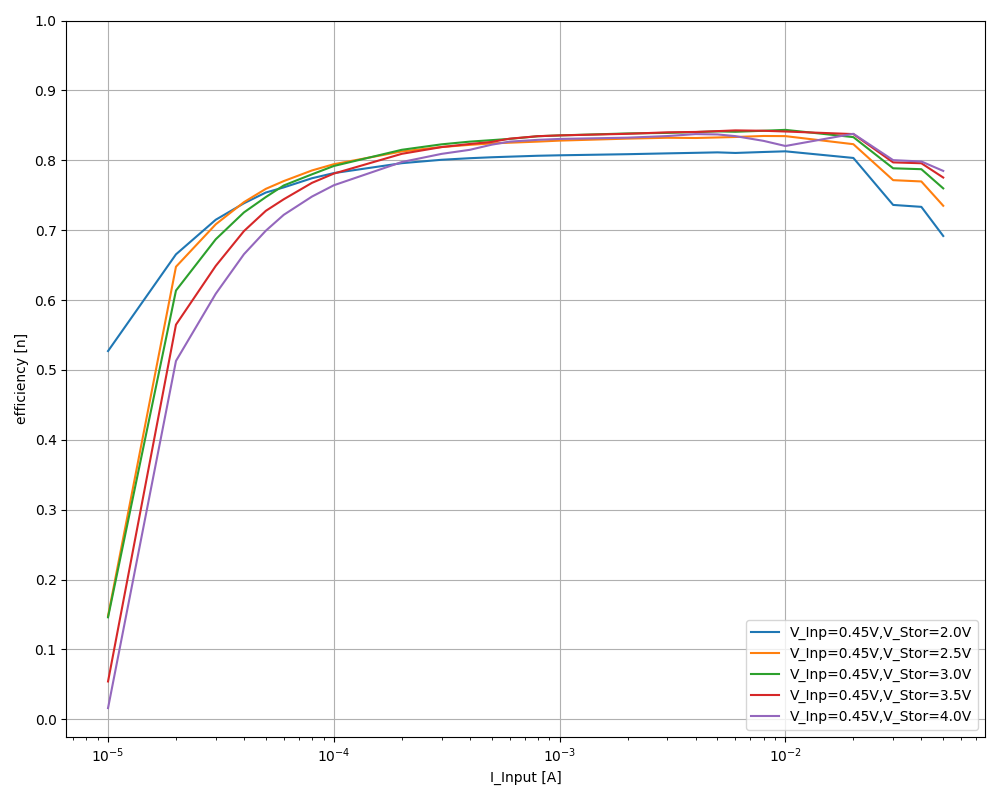 1.0
0.9
0.8
0.7
0.6
0.5
0.4
0.3
0.2
0.1
0.0
efficiency [n]
10⁻⁵
10⁻⁴
10⁻³
10⁻²
I_Input [A]
V_Inp=0.45V,V_Stor=2.0V
V_Inp=0.45V,V_Stor=2.5V
V_Inp=0.45V,V_Stor=3.0V
V_Inp=0.45V,V_Stor=3.5V
V_Inp=0.45V,V_Stor=4.0V